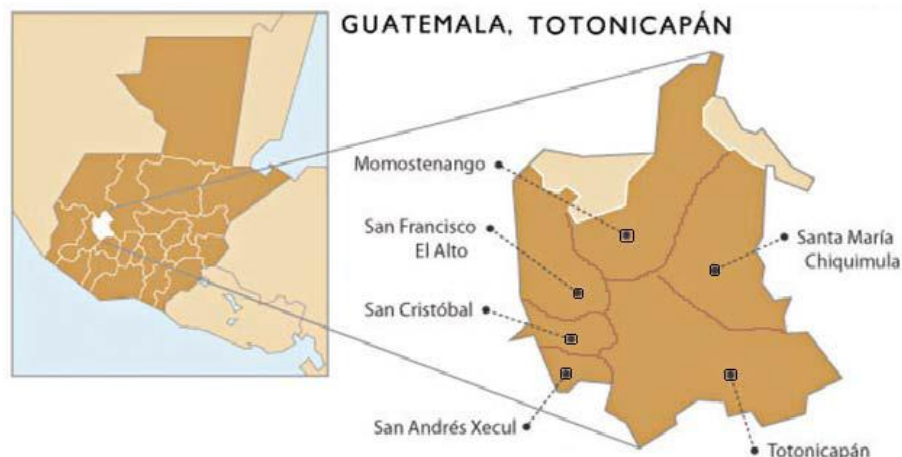 GUATEMALA, TOTONICAPÁN
Momostenango
San Francisco
El Alto
Santa María
Chiquimula
San Cristóbal
San Andrés Xecul
Totonicapán